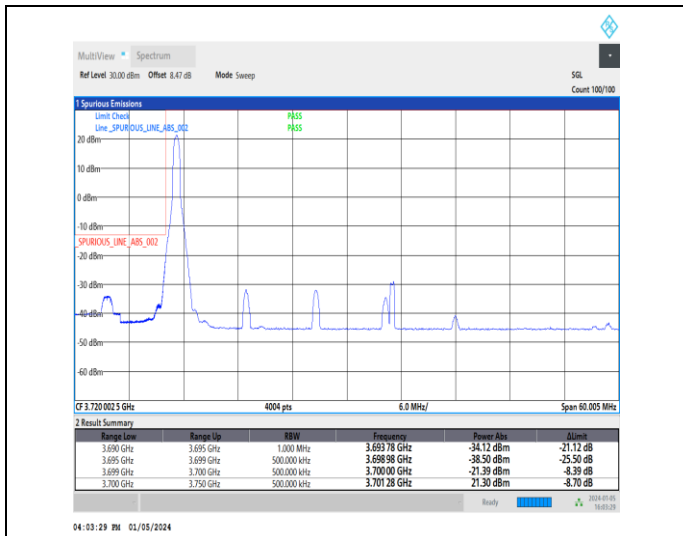 MultiView Spectrum
Ref Level 30.00 dBm Offset 8.47 dB Mode Sweep SGL
Count 100/100
1 Spurious Emissions
Limit Check PASS
Line _SPURIOUS_LINE_ABS_002 PASS
20 dBm
10 dBm
0 dBm
-10 dBm
_SPURIOUS_LINE_ABS_002
-20 dBm
-30 dBm
-40 dBm
-50 dBm
-60 dBm
CF 3.720 002 5 GHz 4004 pts 6.0 MHz/ Span 60.005 MHz
2 Result Summary
Range Low Range Up RBW Frequency Power Abs ΔLimit
3.690 GHz 3.695 GHz 1.000 MHz 3.693 78 GHz -34.12 dBm -21.12 dB
3.695 GHz 3.699 GHz 500.000 kHz 3.698 98 GHz -38.50 dBm -25.50 dB
3.699 GHz 3.700 GHz 500.000 kHz 3.700 00 GHz -21.39 dBm -8.39 dB
3.700 GHz 3.750 GHz 500.000 kHz 3.701 28 GHz 21.30 dBm -8.70 dB
Ready 2024-01-05
16:03:29
04:03:29 PM 01/05/2024